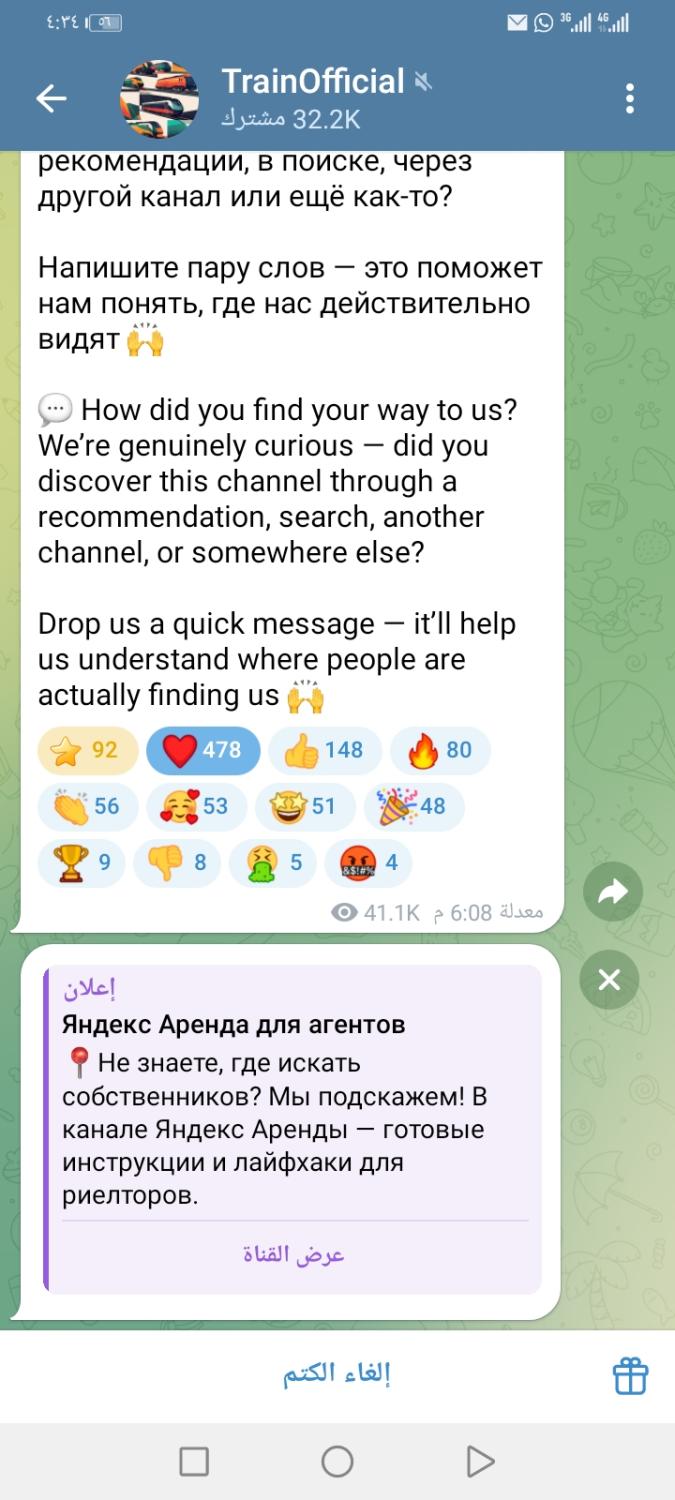 ٤:٣٤
٥٦
3G
4G
TrainOfficial
32.2K مشترك
рекомендации, в поиске, через
другой канал или ещё как-то?
Напишите пару слов — это поможет
нам понять, где нас действительно
видят 🙌
💬 How did you find your way to us?
We’re genuinely curious — did you
discover this channel through a
recommendation, search, another
channel, or somewhere else?
Drop us a quick message — it’ll help
us understand where people are
actually finding us 🙌
⭐ 92 ❤️ 478 👍 148 🔥 80
👏 56 🥰 53 🤩 51 🎉 48
🏆 9 👎 8 🤮 5 🤬 4
41.1K معدلة 6:08 م
إعلان
Яндекс Аренда для агентов
📍 Не знаете, где искать
собственников? Мы подскажем! В
канале Яндекс Аренды — готовые
инструкции и лайфхаки для
риелторов.
عرض القناة
إلغاء الكتم